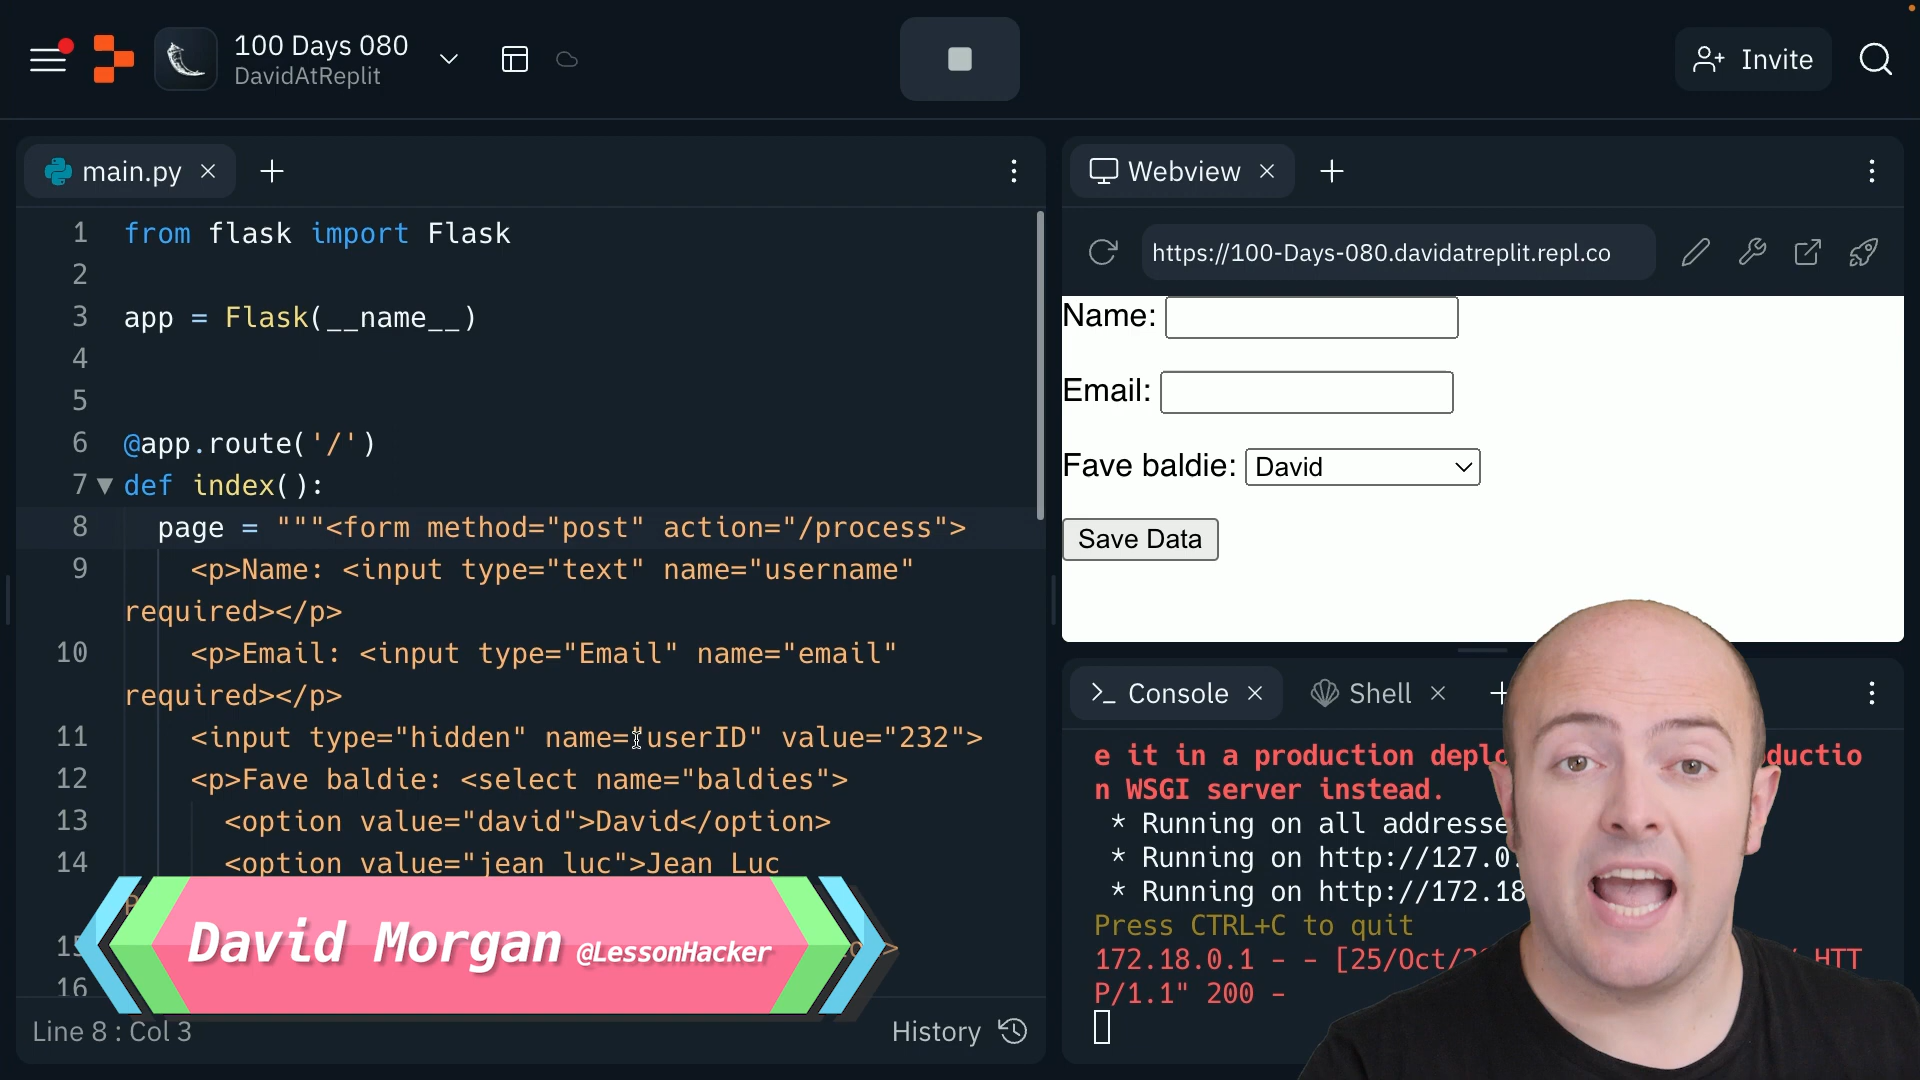 100 Days 080
DavidAtReplit
Invite
main.py
1 from flask import Flask
2
3 app = Flask(__name__)
4
5
6 @app.route('/')
7 def index():
8 page = """<form method="post" action="/process">
9 <p>Name: <input type="text" name="username"
required></p>
10 <p>Email: <input type="Email" name="email"
required></p>
11 <input type="hidden" name="userID" value="232">
12 <p>Fave baldie: <select name="baldies">
13 <option value="david">David</option>
14 <option value="jean luc">Jean Luc
15
16
David Morgan @LessonHacker
Line 8 : Col 3
History
Webview
https://100-Days-080.davidatreplit.repl.co
Name:
Email:
Fave baldie: David
Save Data
Console
Shell
e it in a production
n WSGI server instead.
* Running on all
* Running on http://127.0.
* Running on http://172.18
Press CTRL+C to quit
172.18.0.1 - - [25/Oct/ HTT
P/1.1" 200 -